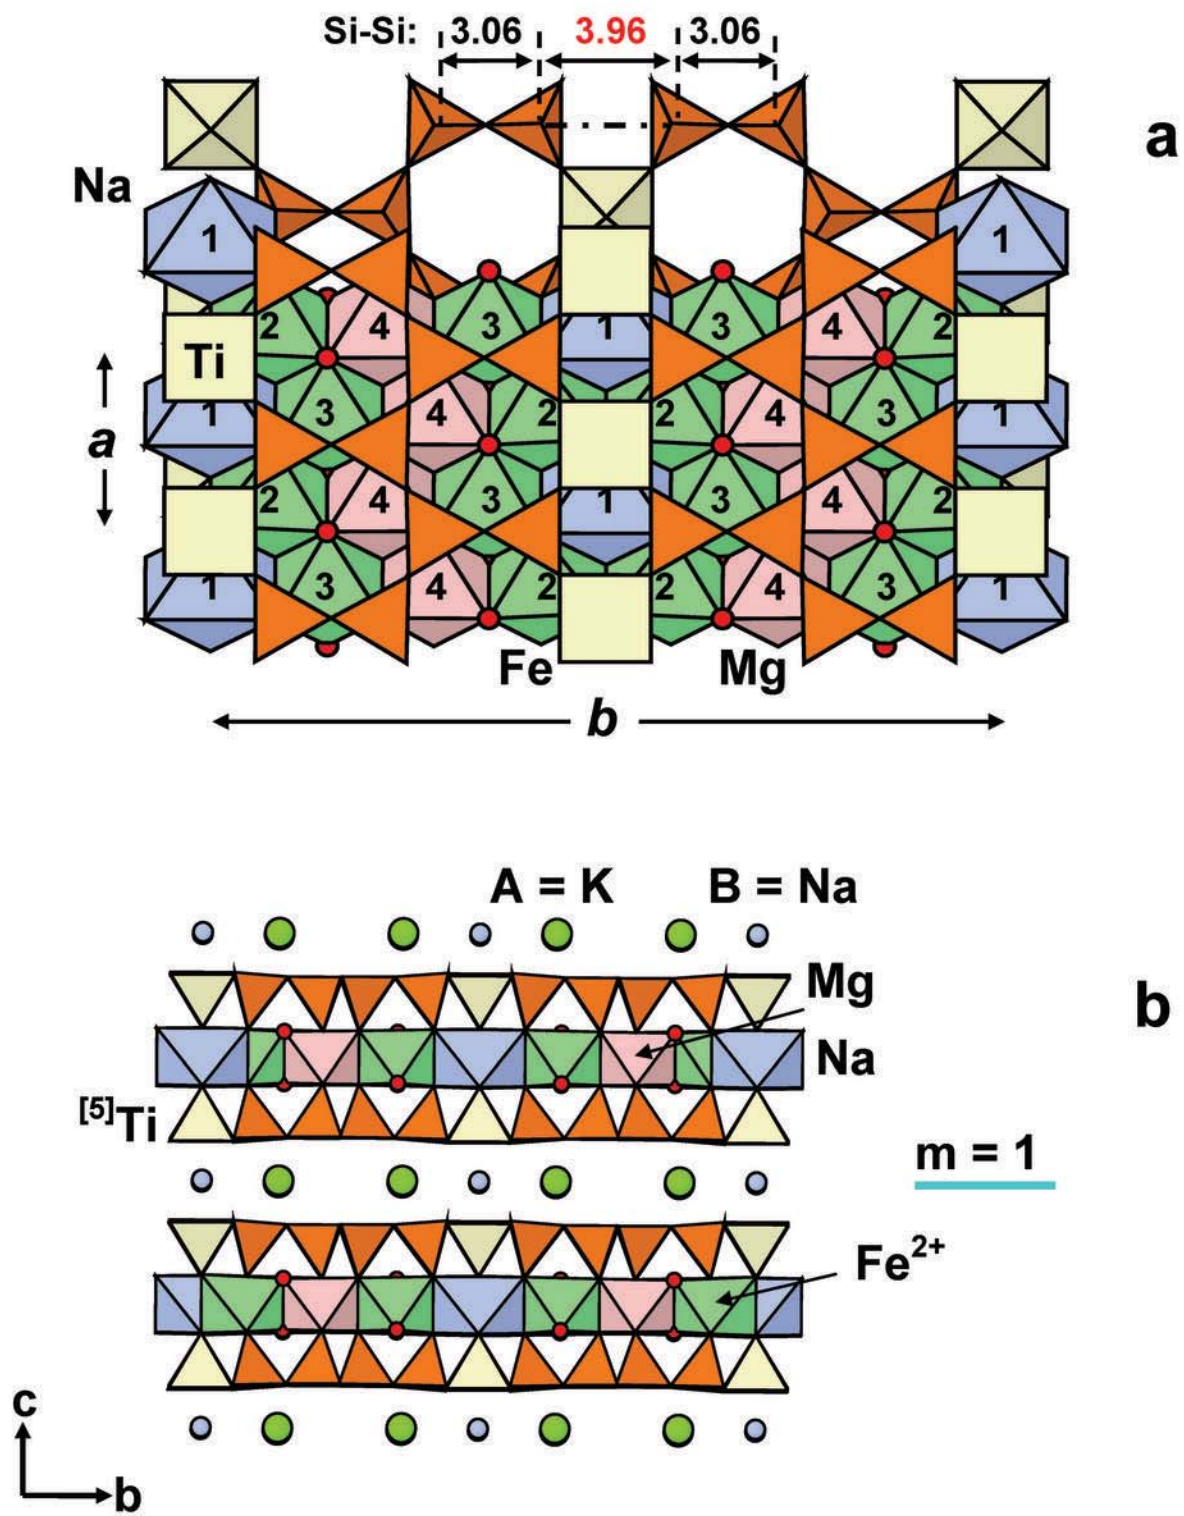 Si-Si: 3.06 3.96 3.06
a
Na
1 1
2 4 3 1 3 4 2
Ti
1 3 4 2 2 4 3 1
a
2 4 3 1 3 4 2
1 3 4 2 2 4 3 1
Fe Mg
b
A = K B = Na
Mg
b
Na
[5]Ti
m = 1
Fe2+
c
b